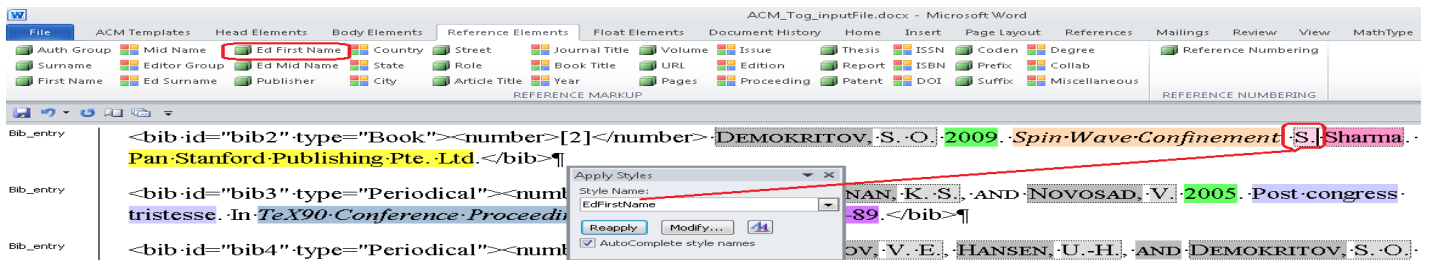 W ACM_Tog_inputFile.docx - Microsoft Word
File ACM Templates Head Elements Body Elements Reference Elements Float Elements Document History Home Insert Page Layout References Mailings Review View MathType
Auth Group Mid Name Ed First Name Country Street Journal Title Volume Issue Thesis ISSN Coden Degree Reference Numbering
Surname Editor Group Ed Mid Name State Role Book Title URL Edition Report ISBN Prefix Collab
First Name Ed Surname Publisher City Article Title Year Pages Proceeding Patent DOI Suffix Miscellaneous
REFERENCE MARKUP REFERENCE NUMBERING
Bib_entry <bib·id="bib2"·type="Book"><number>[2]</number>·DEMOKRITOV,·S.·O.·2009.·Spin·Wave·Confinement·S.·Sharma.·
Pan·Stanford·Publishing·Pte.·Ltd.</bib>¶
Apply Styles
Bib_entry <bib·id="bib3"·type="Periodical"><numb NAN,·K.·S.,·AND·NOVOSAD,·V.·2005.·Post·congress·
Style Name:
EdFirstName
tristesse.·In·TeX90·Conference·Proceedin -89.</bib>¶
Reapply Modify...
AutoComplete style names
Bib_entry <bib·id="bib4"·type="Periodical"><numb OV,·V.·E.,·HANSEN,·U.-H.,·AND·DEMOKRITOV,·S.·O.·